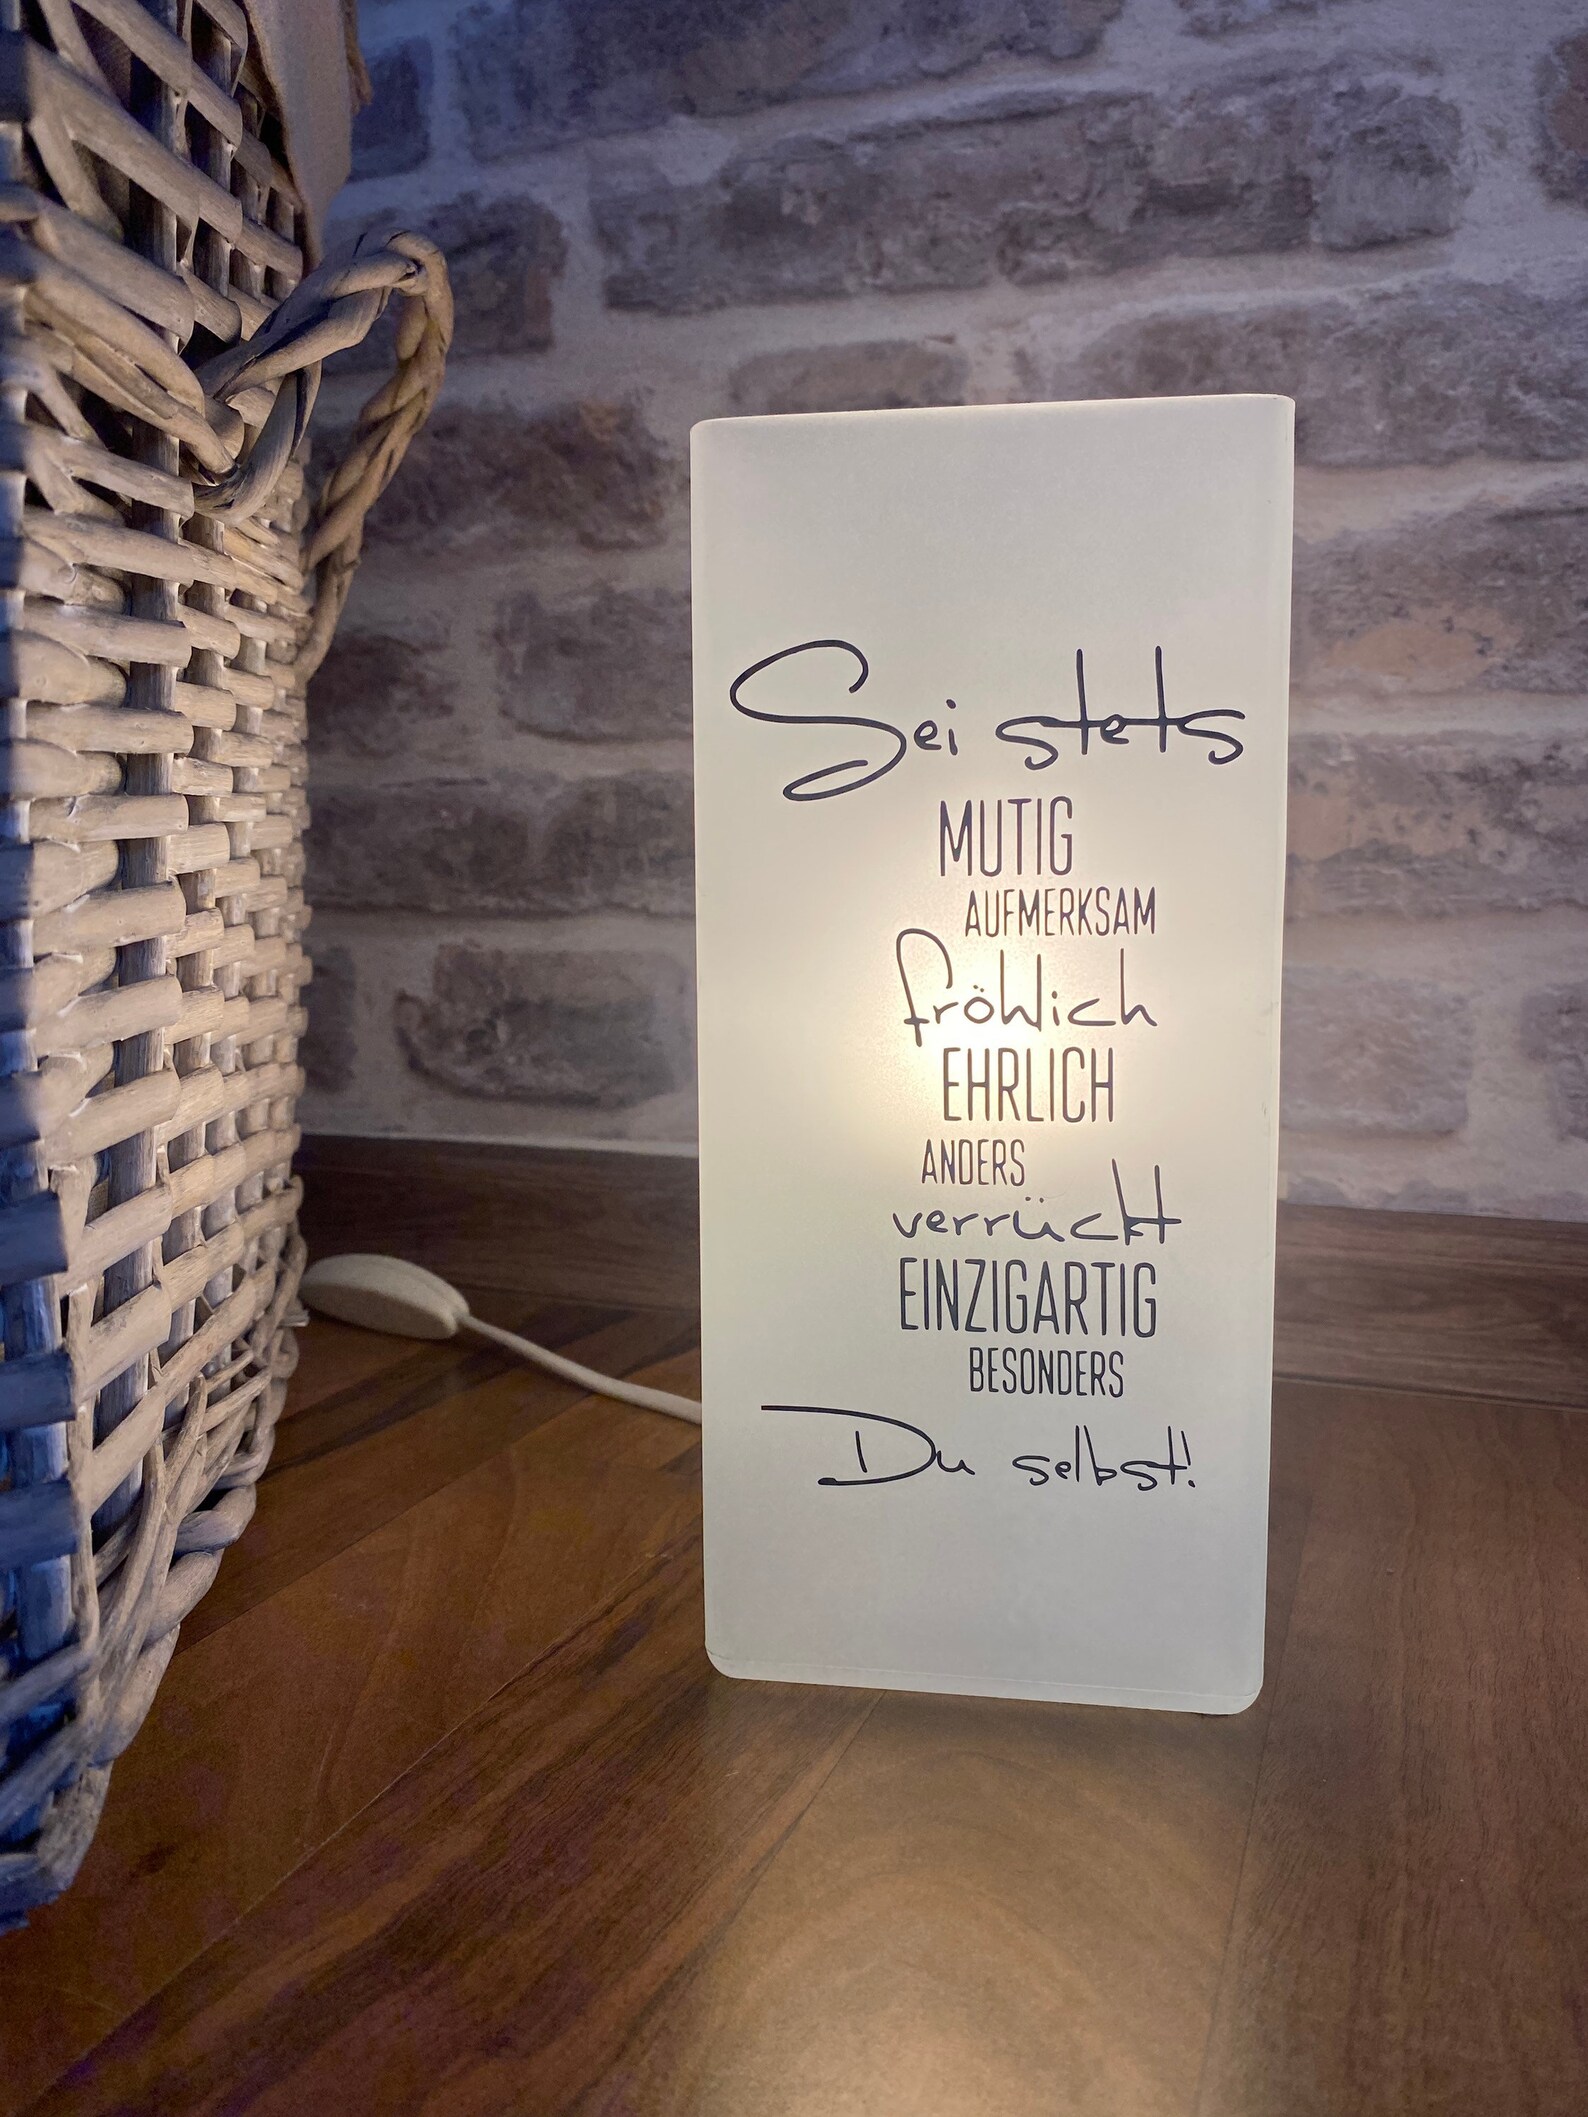 Sei stets
MUTIG
AUFMERKSAM
fröhlich
EHRLICH
ANDERS
verrückt
EINZIGARTIG
BESONDERS
Du selbst!